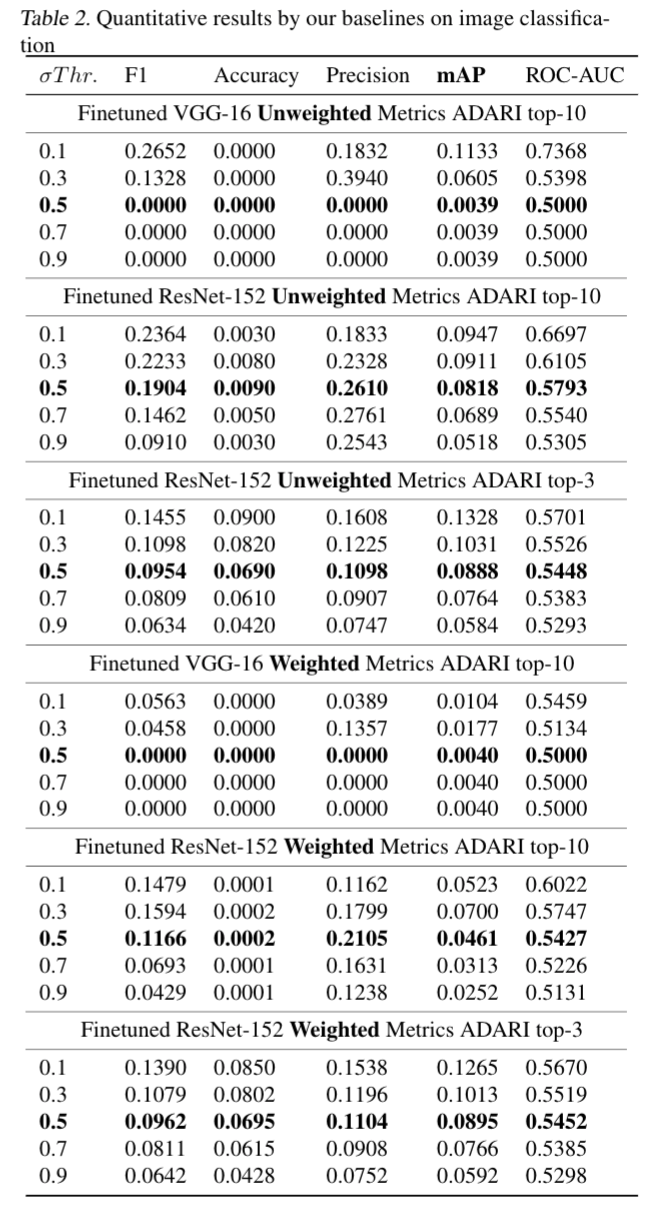 Table 2. Quantitative results by our baselines on image classifica-
tion
σThr. F1 Accuracy Precision mAP ROC-AUC
Finetuned VGG-16 Unweighted Metrics ADARI top-10
0.1 0.2652 0.0000 0.1832 0.1133 0.7368
0.3 0.1328 0.0000 0.3940 0.0605 0.5398
0.5 0.0000 0.0000 0.0000 0.0039 0.5000
0.7 0.0000 0.0000 0.0000 0.0039 0.5000
0.9 0.0000 0.0000 0.0000 0.0039 0.5000
Finetuned ResNet-152 Unweighted Metrics ADARI top-10
0.1 0.2364 0.0030 0.1833 0.0947 0.6697
0.3 0.2233 0.0080 0.2328 0.0911 0.6105
0.5 0.1904 0.0090 0.2610 0.0818 0.5793
0.7 0.1462 0.0050 0.2761 0.0689 0.5540
0.9 0.0910 0.0030 0.2543 0.0518 0.5305
Finetuned ResNet-152 Unweighted Metrics ADARI top-3
0.1 0.1455 0.0900 0.1608 0.1328 0.5701
0.3 0.1098 0.0820 0.1225 0.1031 0.5526
0.5 0.0954 0.0690 0.1098 0.0888 0.5448
0.7 0.0809 0.0610 0.0907 0.0764 0.5383
0.9 0.0634 0.0420 0.0747 0.0584 0.5293
Finetuned VGG-16 Weighted Metrics ADARI top-10
0.1 0.0563 0.0000 0.0389 0.0104 0.5459
0.3 0.0458 0.0000 0.1357 0.0177 0.5134
0.5 0.0000 0.0000 0.0000 0.0040 0.5000
0.7 0.0000 0.0000 0.0000 0.0040 0.5000
0.9 0.0000 0.0000 0.0000 0.0040 0.5000
Finetuned ResNet-152 Weighted Metrics ADARI top-10
0.1 0.1479 0.0001 0.1162 0.0523 0.6022
0.3 0.1594 0.0002 0.1799 0.0700 0.5747
0.5 0.1166 0.0002 0.2105 0.0461 0.5427
0.7 0.0693 0.0001 0.1631 0.0313 0.5226
0.9 0.0429 0.0001 0.1238 0.0252 0.5131
Finetuned ResNet-152 Weighted Metrics ADARI top-3
0.1 0.1390 0.0850 0.1538 0.1265 0.5670
0.3 0.1079 0.0802 0.1196 0.1013 0.5519
0.5 0.0962 0.0695 0.1104 0.0895 0.5452
0.7 0.0811 0.0615 0.0908 0.0766 0.5385
0.9 0.0642 0.0428 0.0752 0.0592 0.5298